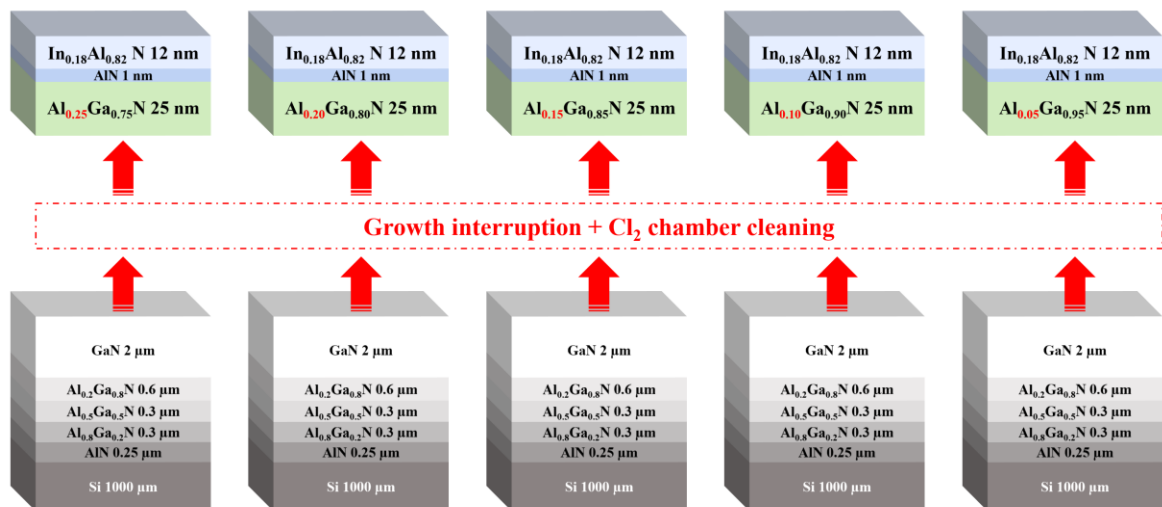 In0.18Al0.82 N 12 nm
AlN 1 nm
Al0.25Ga0.75N 25 nm
In0.18Al0.82 N 12 nm
AlN 1 nm
Al0.20Ga0.80N 25 nm
In0.18Al0.82 N 12 nm
AlN 1 nm
Al0.15Ga0.85N 25 nm
In0.18Al0.82 N 12 nm
AlN 1 nm
Al0.10Ga0.90N 25 nm
In0.18Al0.82 N 12 nm
AlN 1 nm
Al0.05Ga0.95N 25 nm
Growth interruption + Cl2 chamber cleaning
GaN 2 μm
Al0.2Ga0.8N 0.6 μm
Al0.5Ga0.5N 0.3 μm
Al0.8Ga0.2N 0.3 μm
AlN 0.25 μm
Si 1000 μm
GaN 2 μm
Al0.2Ga0.8N 0.6 μm
Al0.5Ga0.5N 0.3 μm
Al0.8Ga0.2N 0.3 μm
AlN 0.25 μm
Si 1000 μm
GaN 2 μm
Al0.2Ga0.8N 0.6 μm
Al0.5Ga0.5N 0.3 μm
Al0.8Ga0.2N 0.3 μm
AlN 0.25 μm
Si 1000 μm
GaN 2 μm
Al0.2Ga0.8N 0.6 μm
Al0.5Ga0.5N 0.3 μm
Al0.8Ga0.2N 0.3 μm
AlN 0.25 μm
Si 1000 μm
GaN 2 μm
Al0.2Ga0.8N 0.6 μm
Al0.5Ga0.5N 0.3 μm
Al0.8Ga0.2N 0.3 μm
AlN 0.25 μm
Si 1000 μm